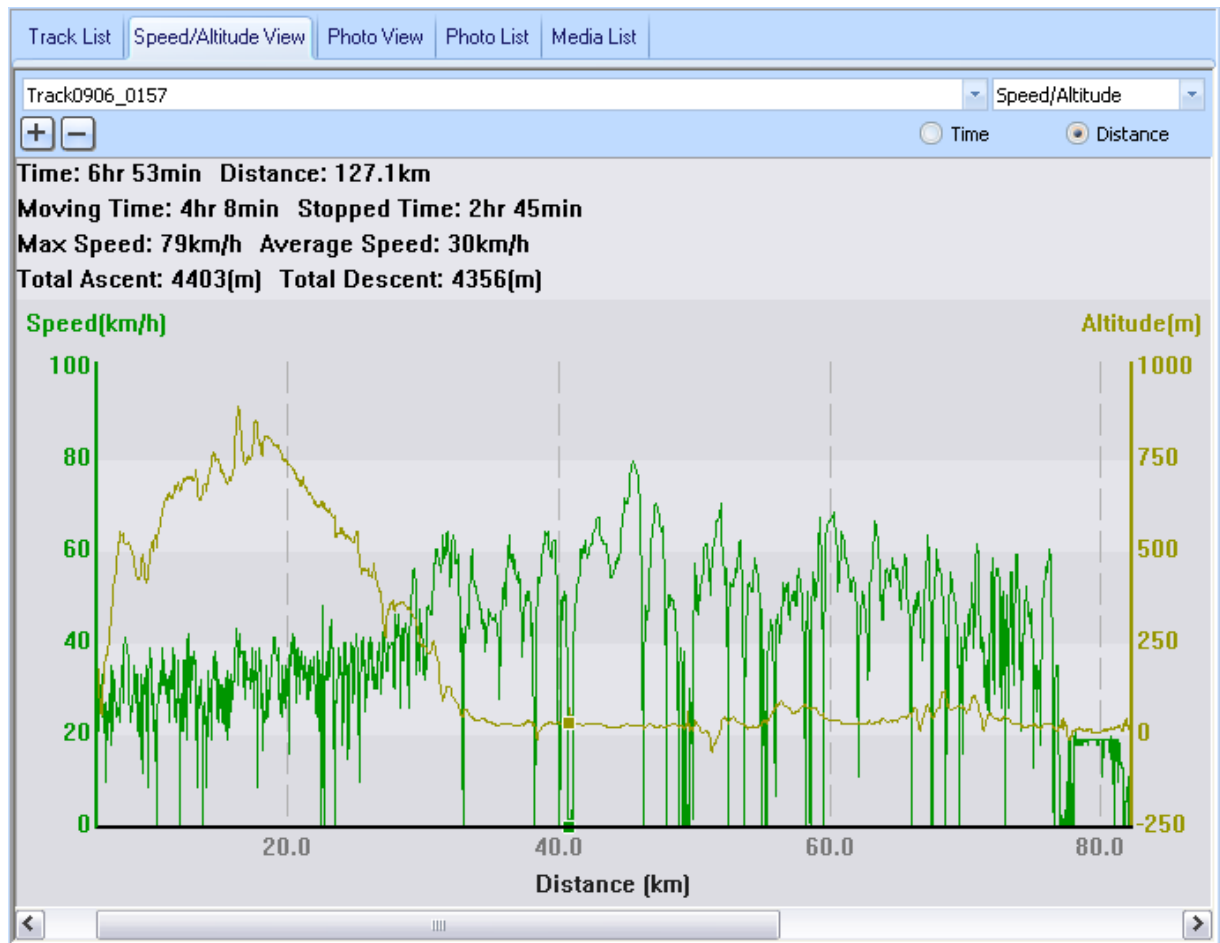 Track List Speed/Altitude View Photo View Photo List Media List
Track0906_0157 Speed/Altitude
Time Distance
Time: 6hr 53min Distance: 127.1km
Moving Time: 4hr 8min Stopped Time: 2hr 45min
Max Speed: 79km/h Average Speed: 30km/h
Total Ascent: 4403(m) Total Descent: 4356(m)
Speed(km/h) Altitude(m)
100 1000
80 750
60 500
40 250
20 0
0 -250
20.0 40.0 60.0 80.0
Distance (km)